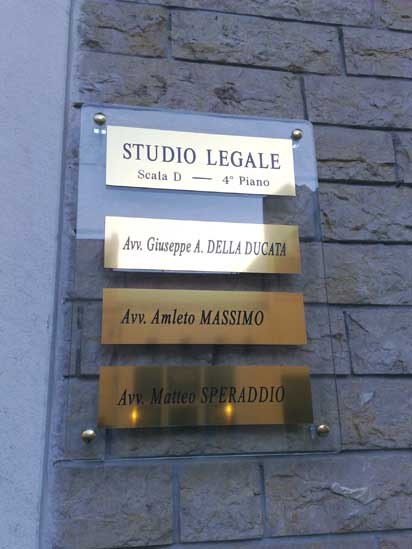 STUDIO LEGALE
Scala D — 4° Piano
Avv. Giuseppe A. DELLA DUCATA
Avv. Amleto MASSIMO
Avv. Matteo SPERADDIO